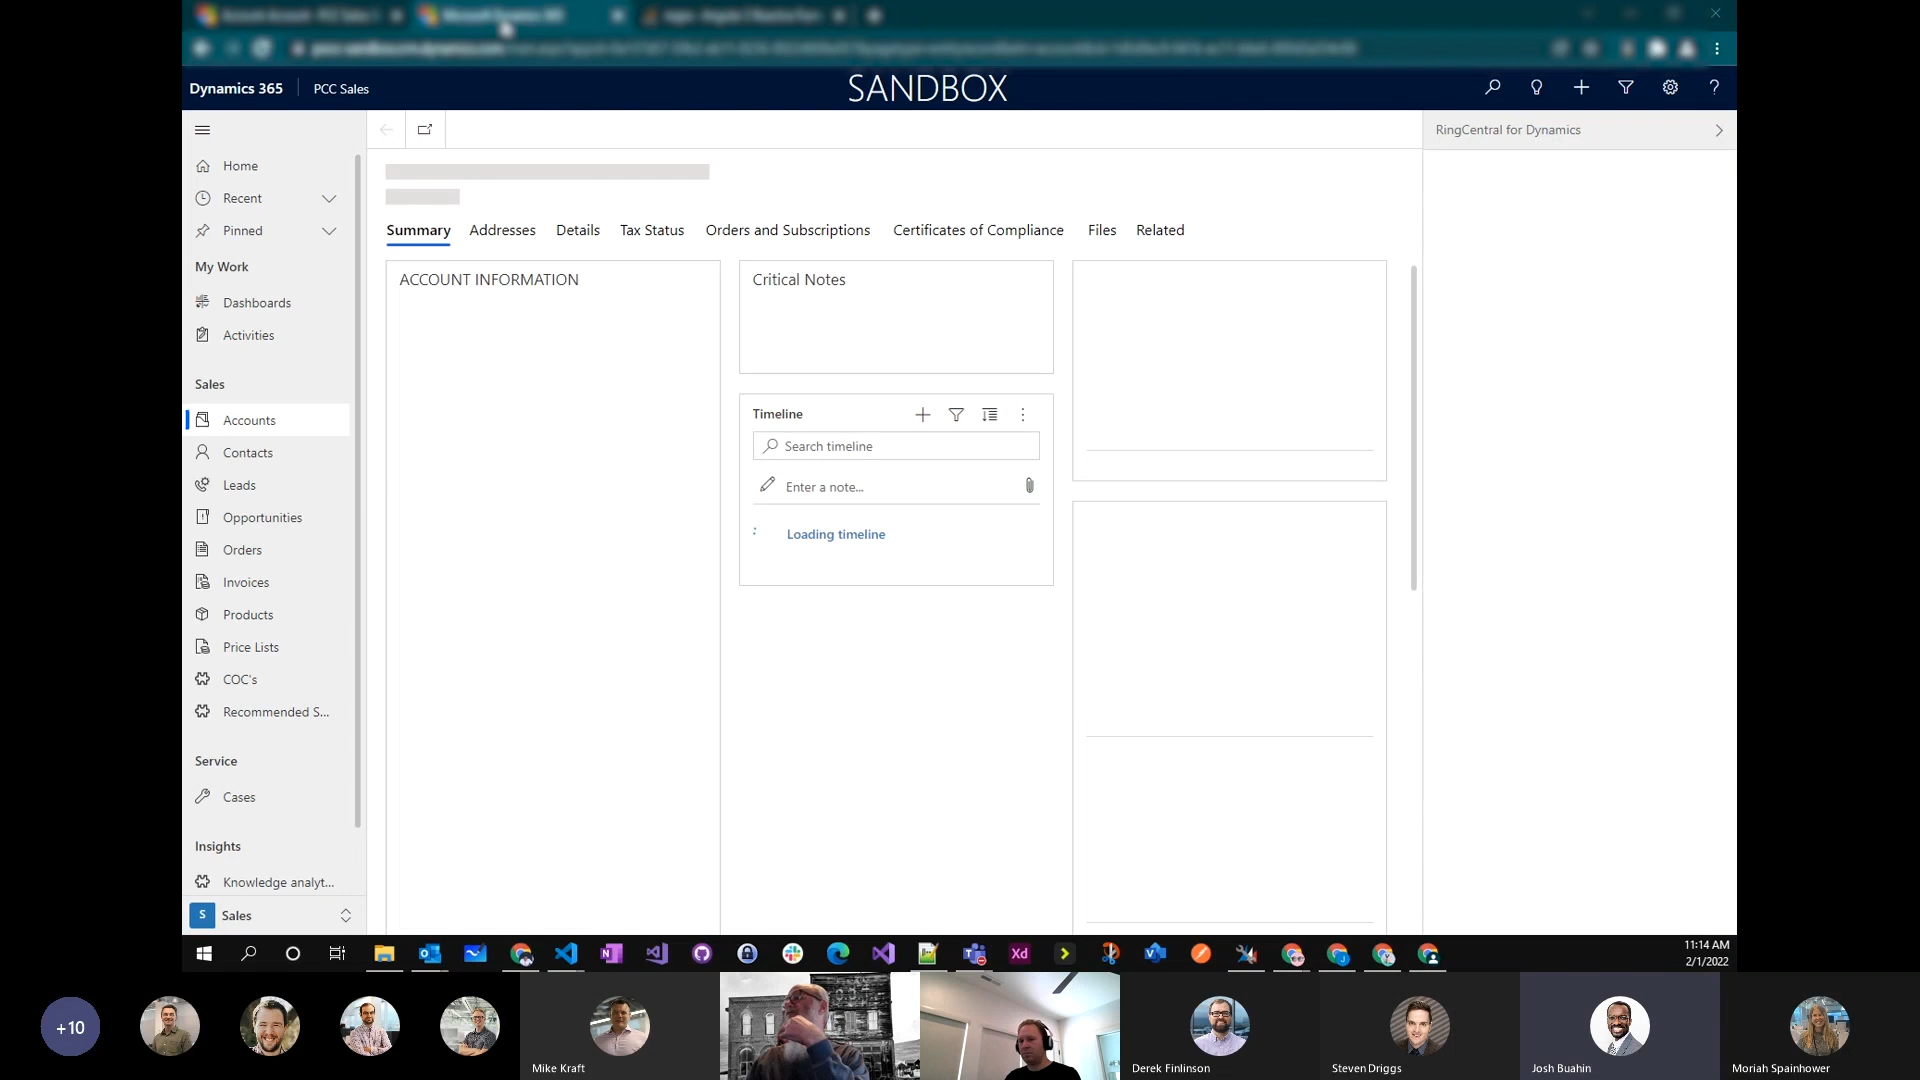 Dynamics 365
PCC Sales
SANDBOX
RingCentral for Dynamics
Home
Recent
Pinned
My Work
Dashboards
Activities
Sales
Accounts
Contacts
Leads
Opportunities
Orders
Invoices
Products
Price Lists
COC's
Recommended S...
Service
Cases
Insights
Knowledge analyt...
S
Sales
Summary
Addresses
Details
Tax Status
Orders and Subscriptions
Certificates of Compliance
Files
Related
ACCOUNT INFORMATION
Critical Notes
Timeline
Search timeline
Enter a note...
Loading timeline
Xd
11:14 AM
2/1/2022
+10
Mike Kraft
Derek Finlinson
Steven Driggs
Josh Buahin
Moriah Spainhower